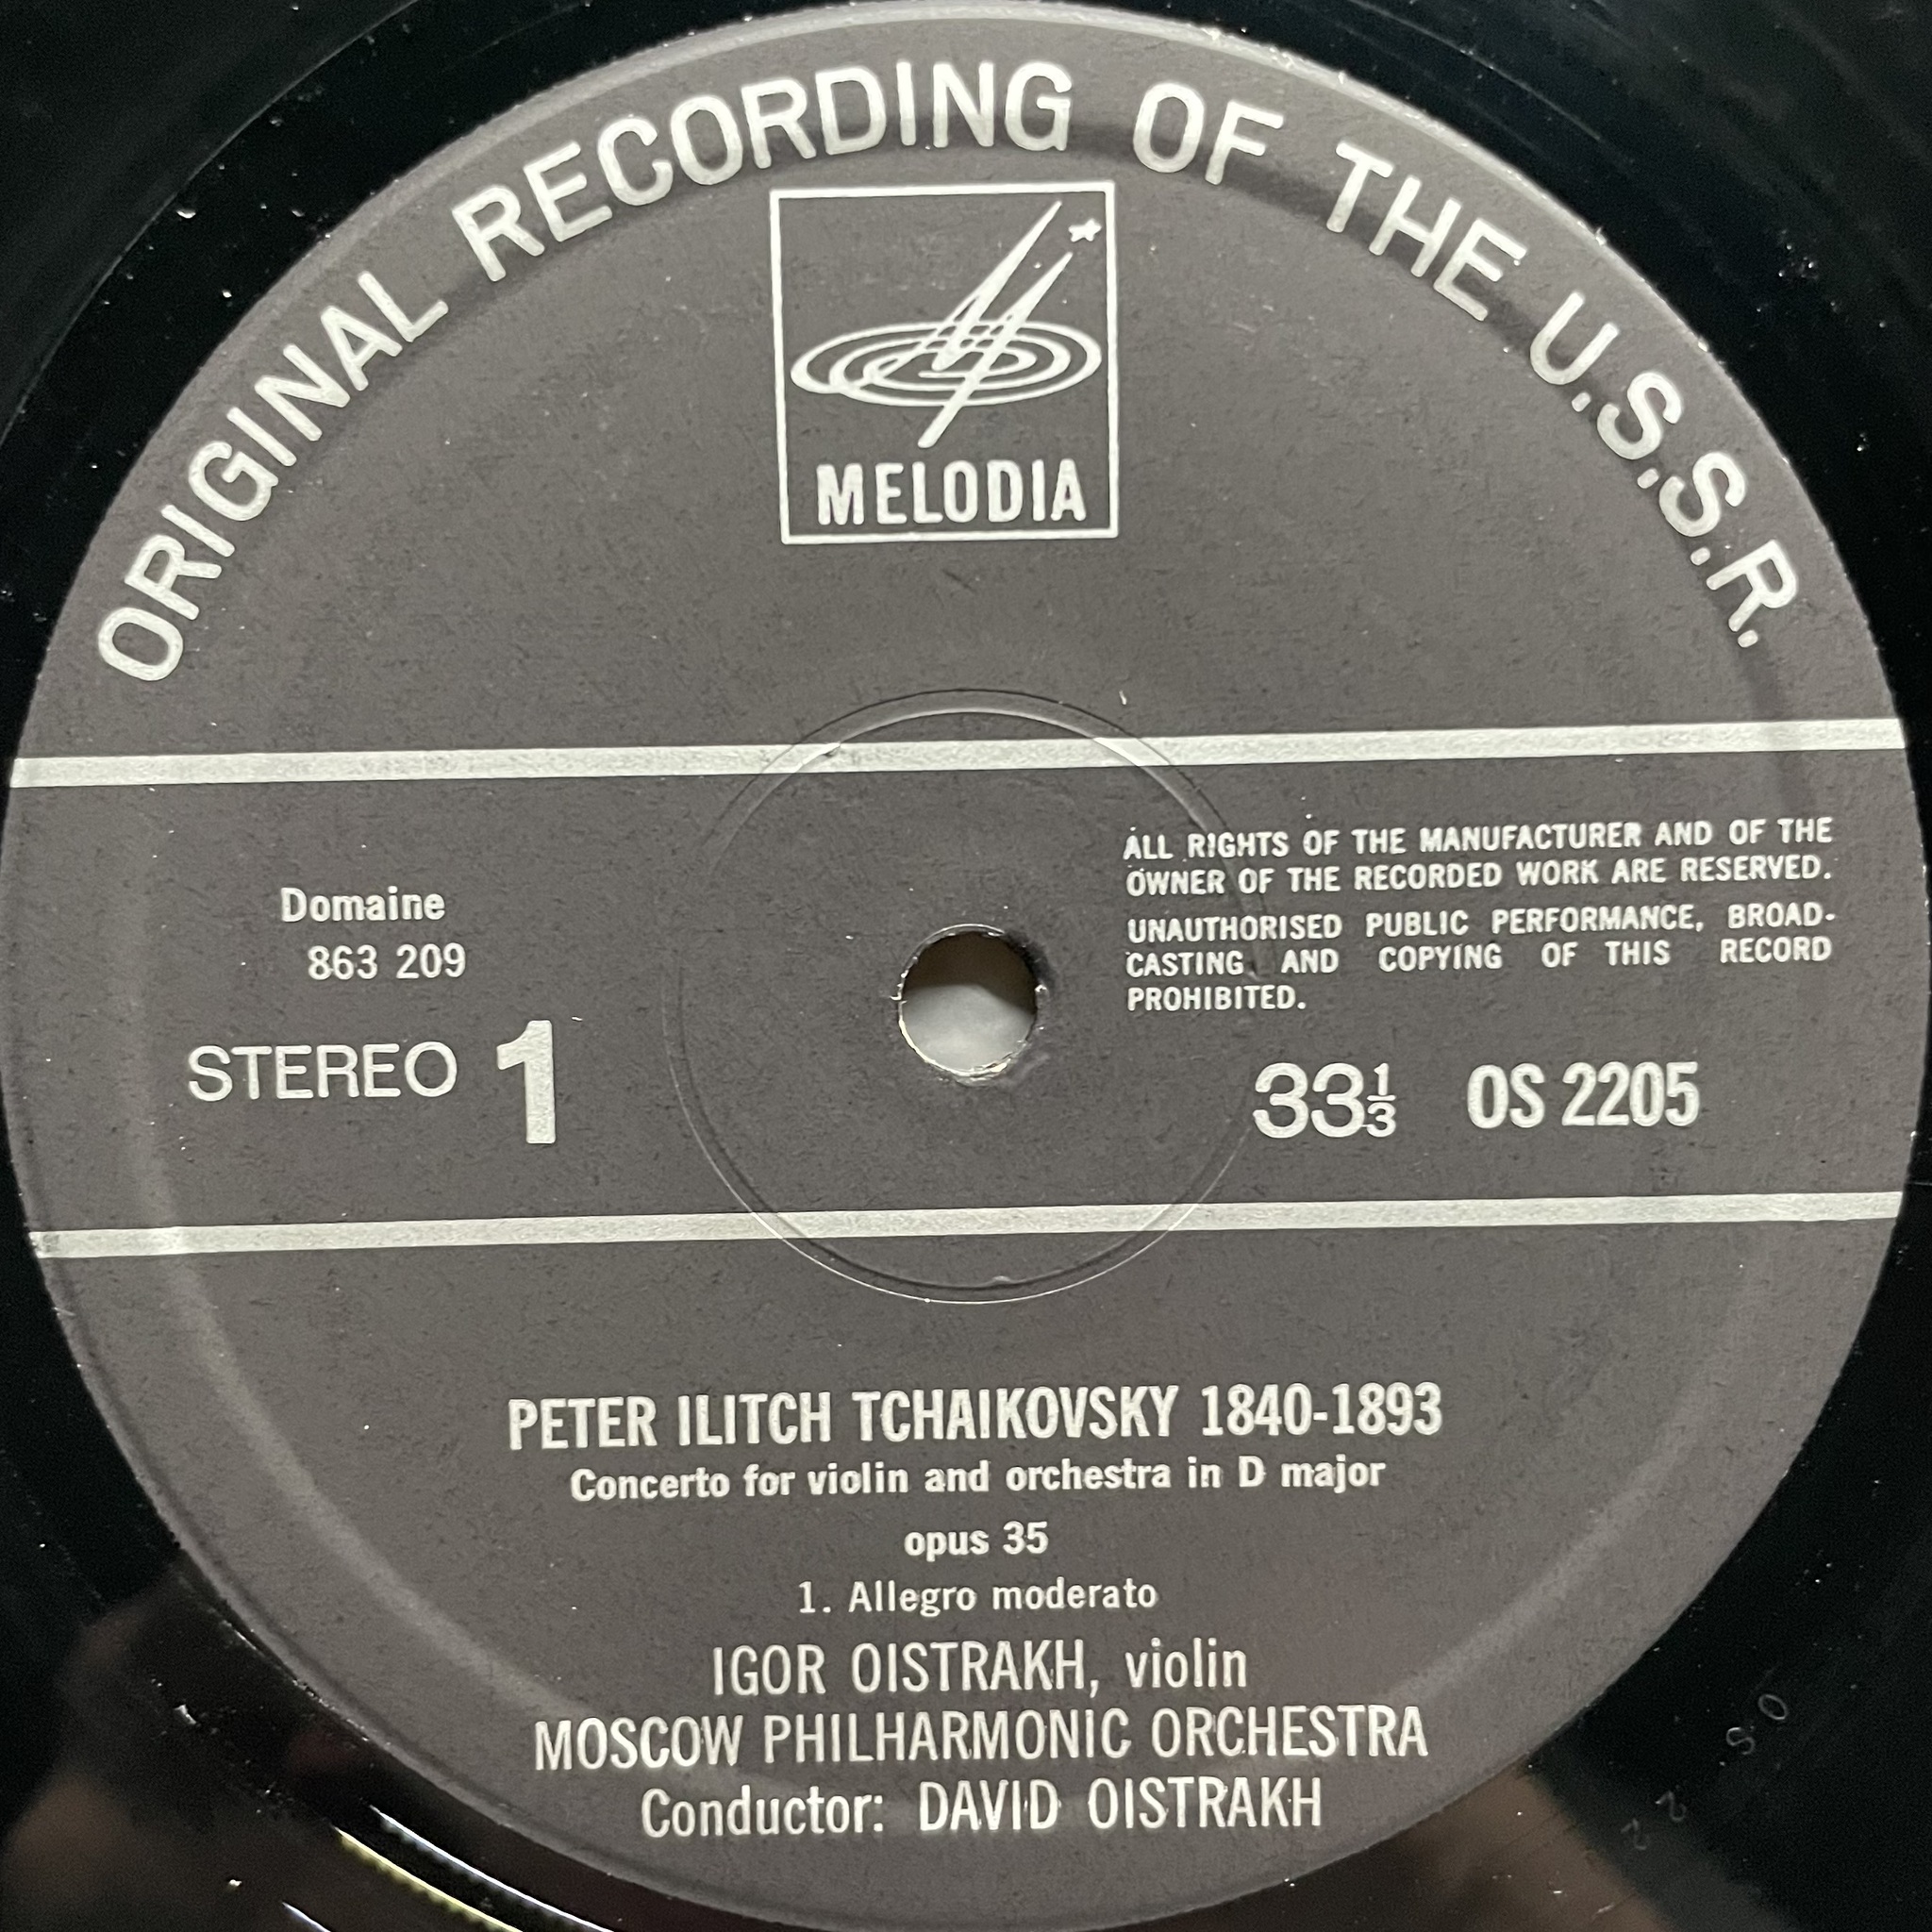 ORIGINAL RECORDING OF THE U.S.S.R.
MELODIA
Domaine
863 209
STEREO 1
ALL RIGHTS OF THE MANUFACTURER AND OF THE
OWNER OF THE RECORDED WORK ARE RESERVED.
UNAUTHORISED PUBLIC PERFORMANCE, BROAD-
CASTING AND COPYING OF THIS RECORD
PROHIBITED.
33⅓ OS 2205
PETER ILITCH TCHAIKOVSKY 1840-1893
Concerto for violin and orchestra in D major
opus 35
1. Allegro moderato
IGOR OISTRAKH, violin
MOSCOW PHILHARMONIC ORCHESTRA
Conductor: DAVID OISTRAKH
OS 22